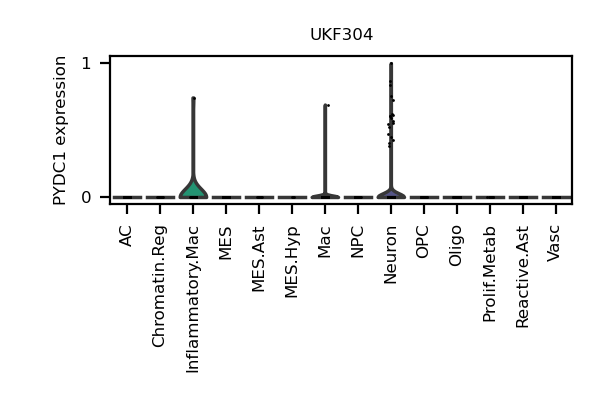 UKF304
PYDC1 expression
1
0
AC
Chromatin.Reg
Inflammatory.Mac
MES
MES.Ast
MES.Hyp
Mac
NPC
Neuron
OPC
Oligo
Prolif.Metab
Reactive.Ast
Vasc